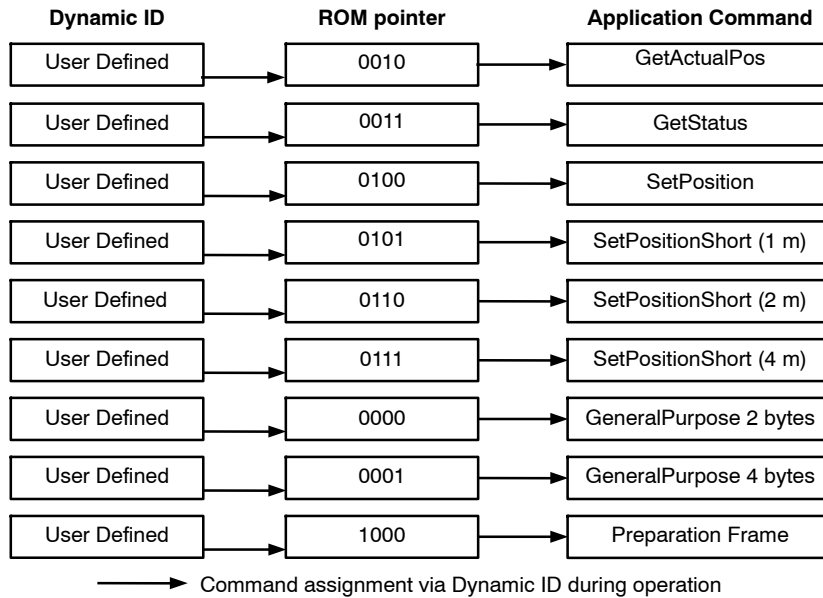 Dynamic ID ROM pointer Application Command
User Defined 0010 GetActualPos
User Defined 0011 GetStatus
User Defined 0100 SetPosition
User Defined 0101 SetPositionShort (1 m)
User Defined 0110 SetPositionShort (2 m)
User Defined 0111 SetPositionShort (4 m)
User Defined 0000 GeneralPurpose 2 bytes
User Defined 0001 GeneralPurpose 4 bytes
User Defined 1000 Preparation Frame
Command assignment via Dynamic ID during operation